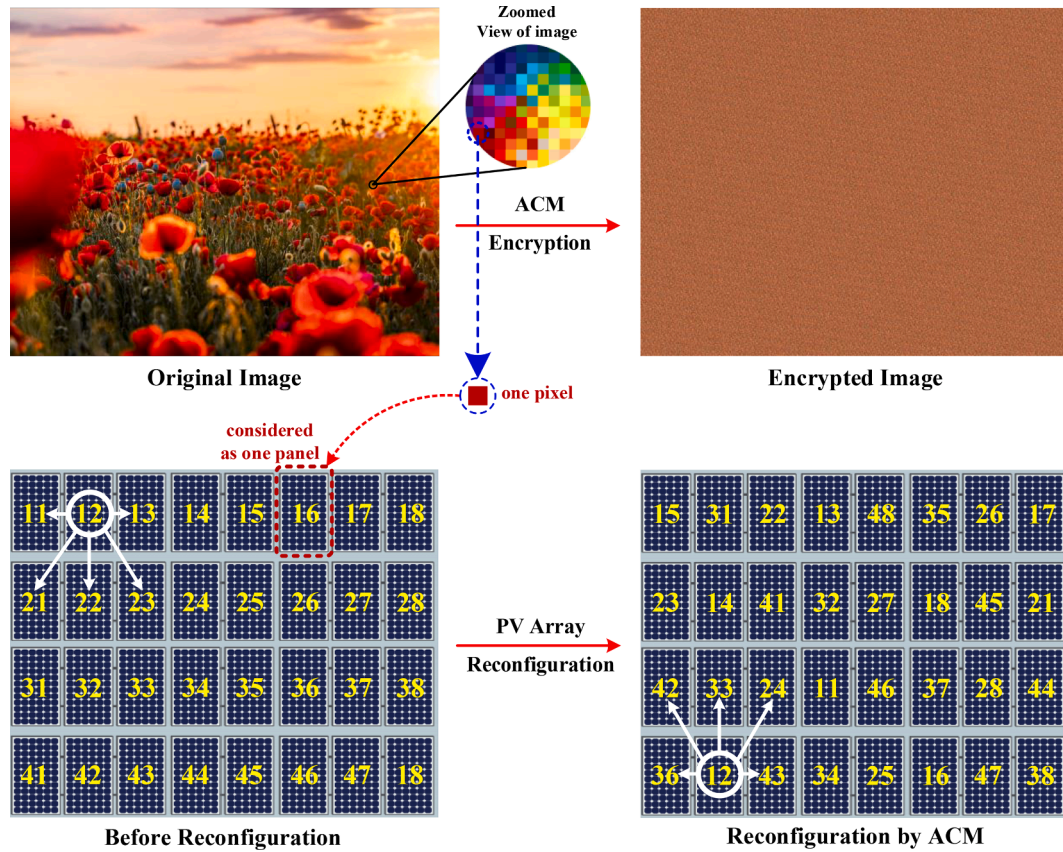 Zoomed
View of image
ACM
Encryption
Original Image
Encrypted Image
one pixel
considered
as one panel
11 12 13 14 15 16 17 18
21 22 23 24 25 26 27 28
31 32 33 34 35 36 37 38
41 42 43 44 45 46 47 18
PV Array
Reconfiguration
15 31 22 13 48 35 26 17
23 14 41 32 27 18 45 21
42 33 24 11 46 37 28 44
36 12 43 34 25 16 47 38
Before Reconfiguration
Reconfiguration by ACM